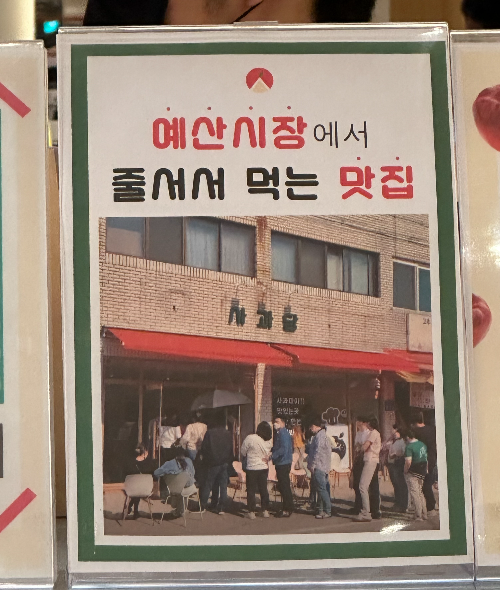 예산시장에서
줄서서 먹는 맛집
사과당